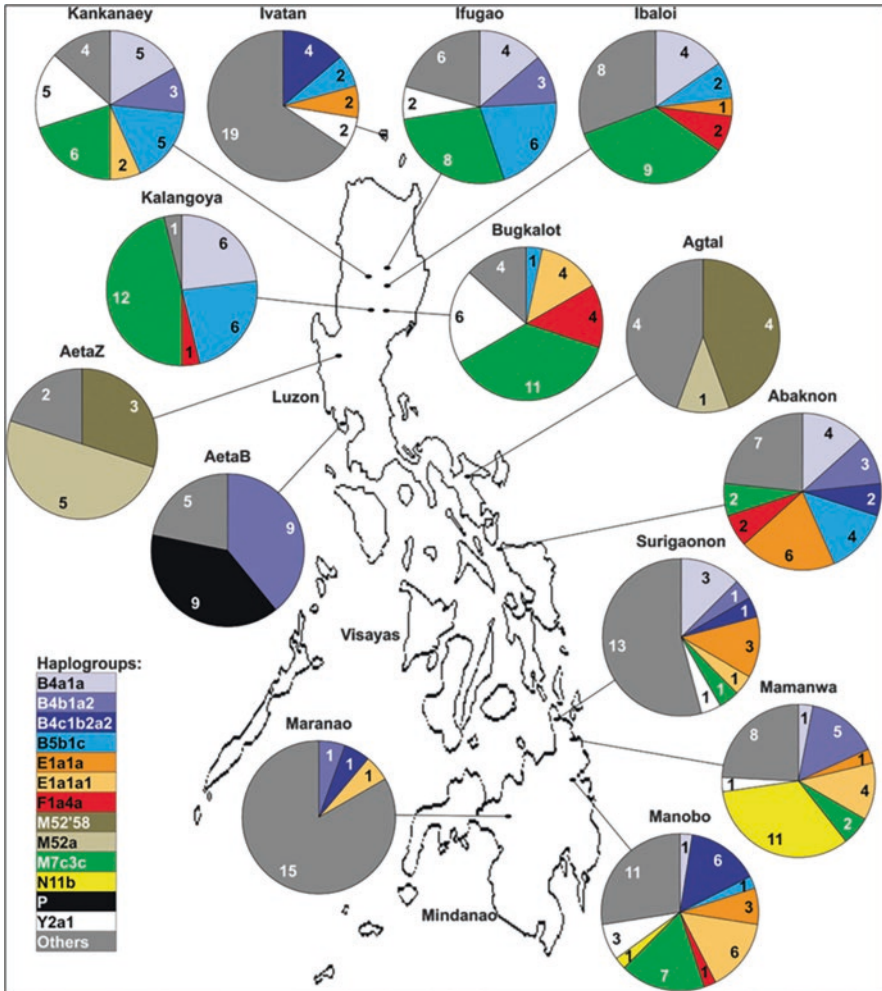 Kankanaey
Ivatan
Ifugao
Ibaloi
4
5
3
5
2
6
5
4
2
2
2
19
6
4
3
6
8
2
8
4
2
1
2
9
Kalangoya
1
6
6
1
12
Bugkalot
4
1
4
4
11
6
Agtal
4
4
1
AetaZ
2
3
5
Luzon
AetaB
5
9
9
Abaknon
7
4
3
2
4
6
2
2
Surigaonon
3
1
1
3
1
1
1
13
Visayas
Haplogroups:
B4a1a
B4b1a2
B4c1b2a2
B5b1c
E1a1a
E1a1a1
F1a4a
M52'58
M52a
M7c3c
N11b
P
Y2a1
Others
Maranao
1
1
1
15
Mamanwa
8
1
5
1
4
2
11
1
Manobo
11
1
6
1
3
6
1
7
1
3
Mindanao